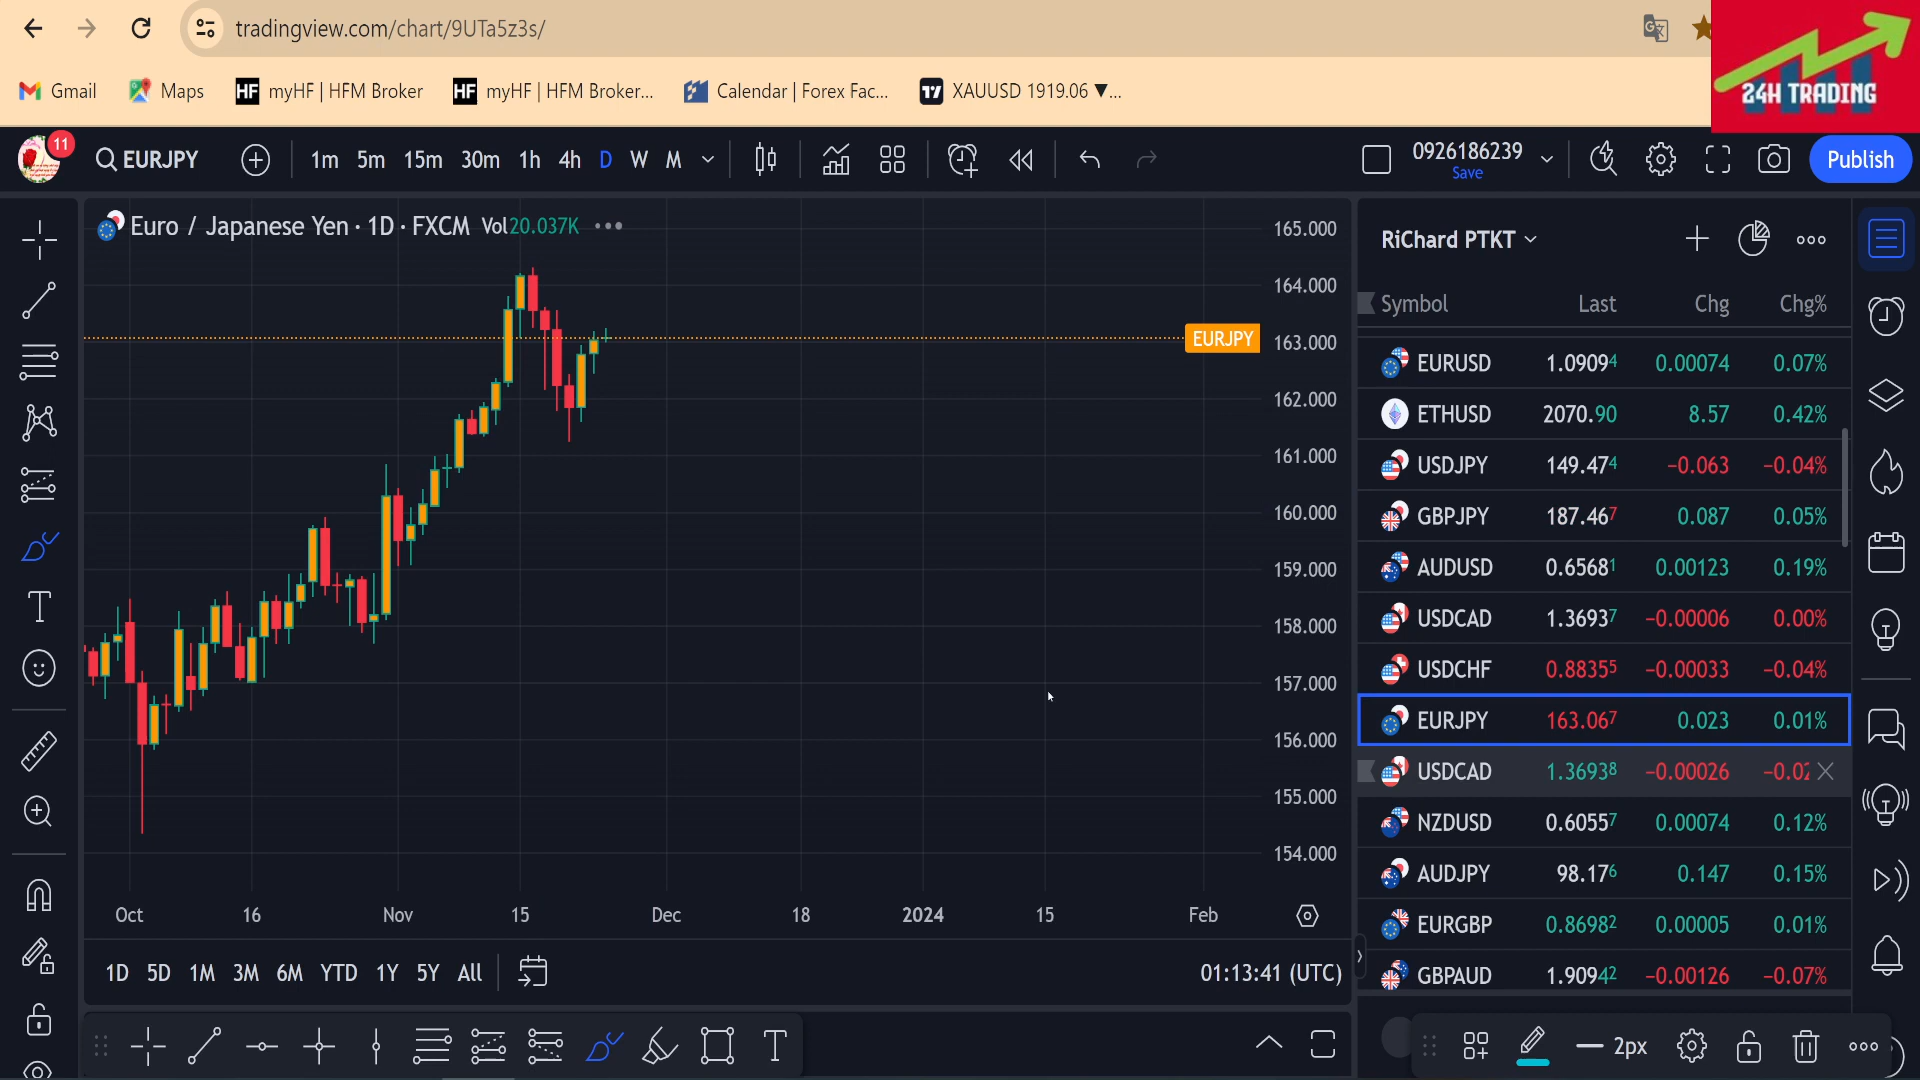 tradingview.com/chart/9UTa5z3s/
24H TRADING
Gmail Maps HF myHF | HFM Broker HF myHF | HFM Broker... Calendar | Forex Fac... XAUUSD 1919.06 ▼...
11
EURJPY 1m 5m 15m 30m 1h 4h D W M 0926186239 Publish
Save
Euro / Japanese Yen · 1D · FXCM Vol 20.037K
165.000
164.000
163.000
162.000
161.000
160.000
159.000
158.000
157.000
156.000
155.000
154.000
EURJPY
Oct 16 Nov 15 Dec 18 2024 15 Feb
1D 5D 1M 3M 6M YTD 1Y 5Y All 01:13:41 (UTC)
RiChard PTKT
Symbol Last Chg Chg%
EURUSD 1.09094 0.00074 0.07%
ETHUSD 2070.90 8.57 0.42%
USDJPY 149.474 −0.063 −0.04%
GBPJPY 187.467 0.087 0.05%
AUDUSD 0.65681 0.00123 0.19%
USDCAD 1.36937 −0.00006 0.00%
USDCHF 0.88355 −0.00033 −0.04%
EURJPY 163.067 0.023 0.01%
USDCAD 1.36938 −0.00026 −0.02
NZDUSD 0.60557 0.00074 0.12%
AUDJPY 98.176 0.147 0.15%
EURGBP 0.86982 0.00005 0.01%
GBPAUD 1.90942 −0.00126 −0.07%
T
T
2px